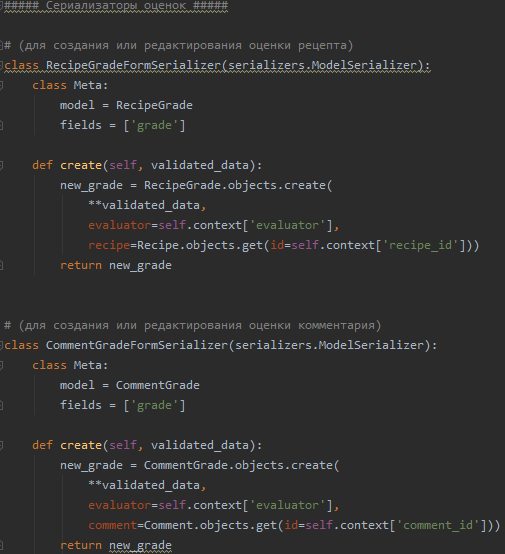 ##### Сериализаторы оценок #####
# (для создания или редактирования оценки рецепта)
class RecipeGradeFormSerializer(serializers.ModelSerializer):
    class Meta:
        model = RecipeGrade
        fields = ['grade']
    def create(self, validated_data):
        new_grade = RecipeGrade.objects.create(
            **validated_data,
            evaluator=self.context['evaluator'],
            recipe=Recipe.objects.get(id=self.context['recipe_id']))
        return new_grade
# (для создания или редактирования оценки комментария)
class CommentGradeFormSerializer(serializers.ModelSerializer):
    class Meta:
        model = CommentGrade
        fields = ['grade']
    def create(self, validated_data):
        new_grade = CommentGrade.objects.create(
            **validated_data,
            evaluator=self.context['evaluator'],
            comment=Comment.objects.get(id=self.context['comment_id']))
        return new_grade